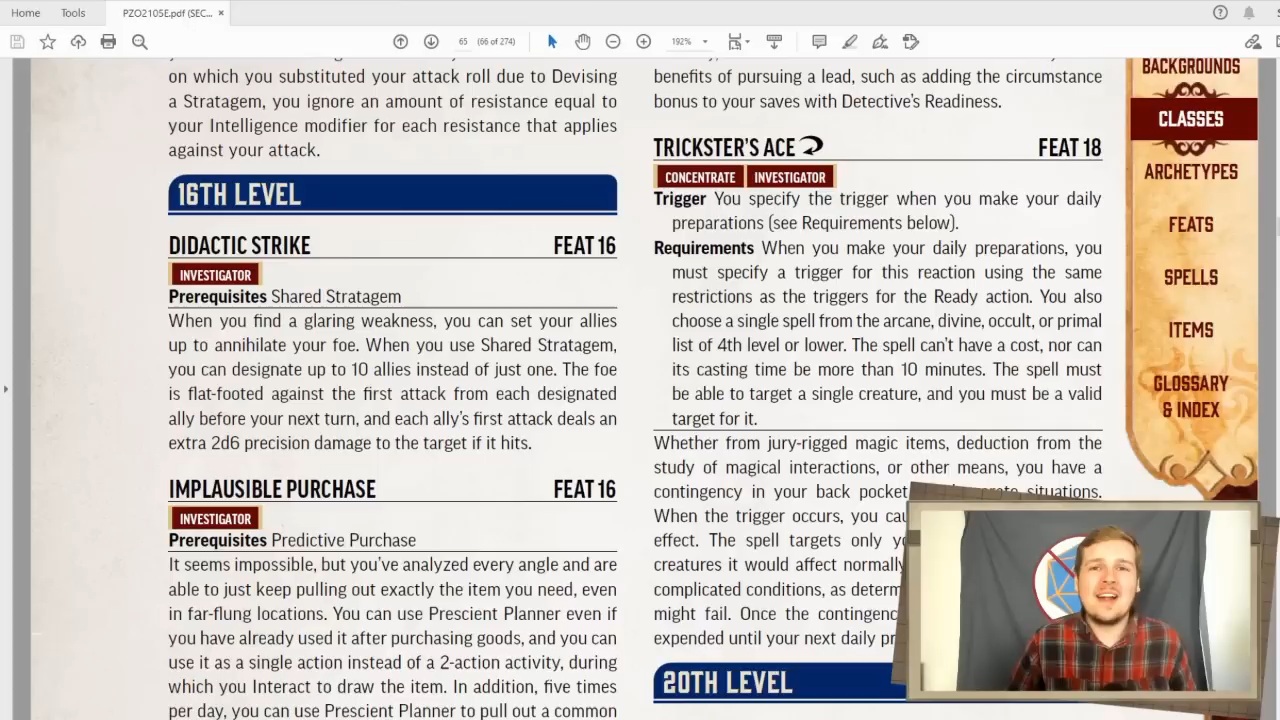 Home
Tools
PZO2105E.pdf (SEC... ×
65
(66 of 274)
192%
on which you substituted your attack roll due to Devising
a Stratagem, you ignore an amount of resistance equal to
your Intelligence modifier for each resistance that applies
against your attack.
16TH LEVEL
DIDACTIC STRIKE FEAT 16
INVESTIGATOR
Prerequisites Shared Stratagem
When you find a glaring weakness, you can set your allies
up to annihilate your foe. When you use Shared Stratagem,
you can designate up to 10 allies instead of just one. The foe
is flat-footed against the first attack from each designated
ally before your next turn, and each ally's first attack deals an
extra 2d6 precision damage to the target if it hits.
IMPLAUSIBLE PURCHASE FEAT 16
INVESTIGATOR
Prerequisites Predictive Purchase
It seems impossible, but you've analyzed every angle and are
able to just keep pulling out exactly the item you need, even
in far-flung locations. You can use Prescient Planner even if
you have already used it after purchasing goods, and you can
use it as a single action instead of a 2-action activity, during
which you Interact to draw the item. In addition, five times
per day, you can use Prescient Planner to pull out a common
benefits of pursuing a lead, such as adding the circumstance
bonus to your saves with Detective's Readiness.
TRICKSTER'S ACE FEAT 18
CONCENTRATE INVESTIGATOR
Trigger You specify the trigger when you make your daily
preparations (see Requirements below).
Requirements When you make your daily preparations, you
must specify a trigger for this reaction using the same
restrictions as the triggers for the Ready action. You also
choose a single spell from the arcane, divine, occult, or primal
list of 4th level or lower. The spell can't have a cost, nor can
its casting time be more than 10 minutes. The spell must
be able to target a single creature, and you must be a valid
target for it.
Whether from jury-rigged magic items, deduction from the
study of magical interactions, or other means, you have a
contingency in your back pocket situations.
When the trigger occurs, you
effect. The spell targets only
creatures it would affect normally
complicated conditions, as
might fail. Once the
expended until your next daily
20TH LEVEL
BACKGROUNDS
CLASSES
ARCHETYPES
FEATS
SPELLS
ITEMS
GLOSSARY
& INDEX